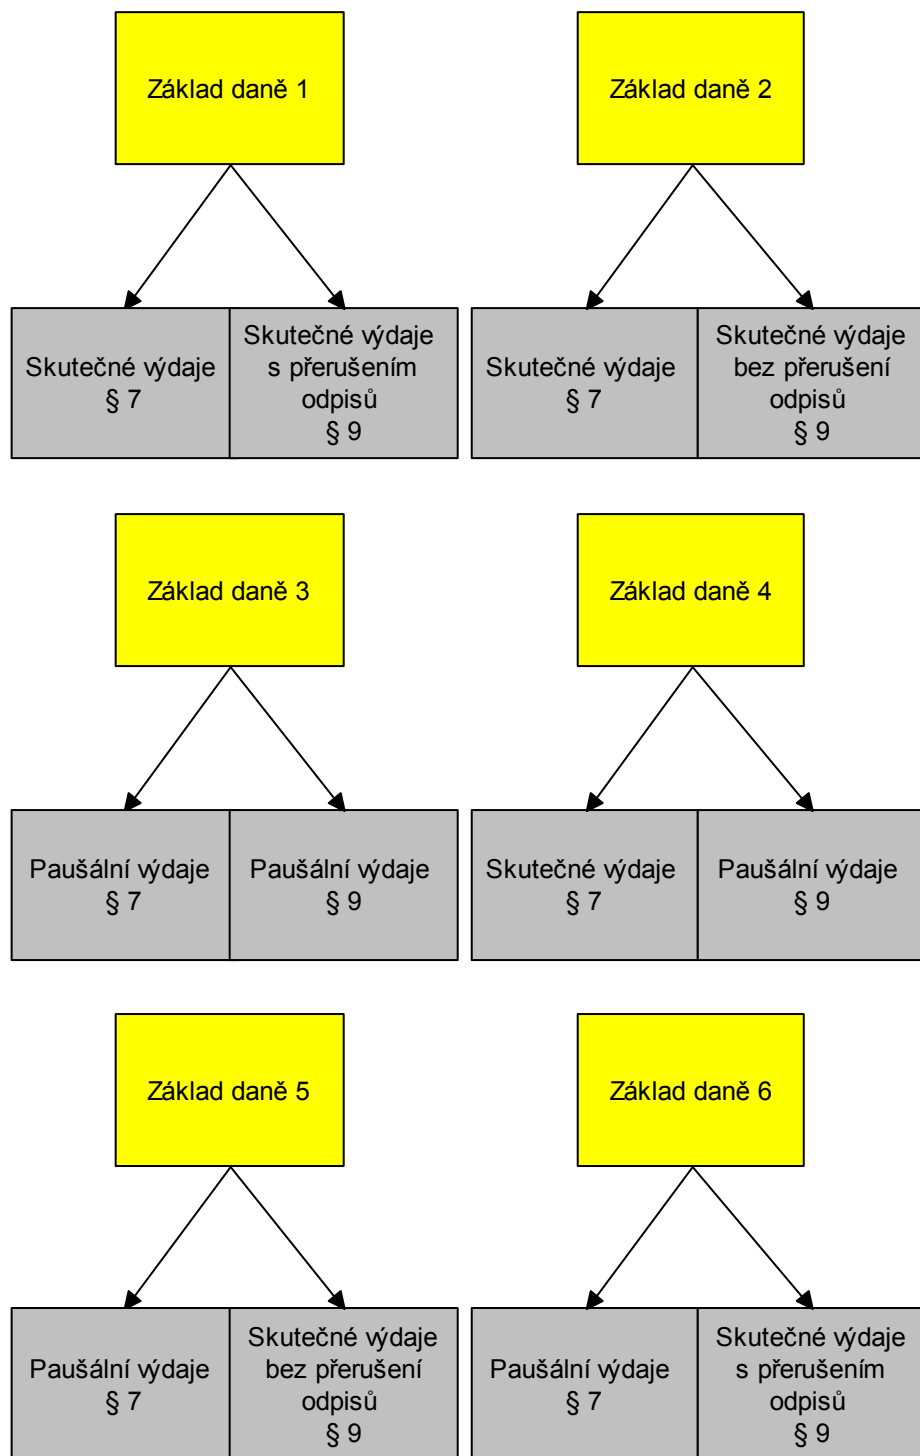 Základ daně 1
Základ daně 2
Skutečné výdaje
§ 7
Skutečné výdaje
s přerušením
odpisů
§ 9
Skutečné výdaje
§ 7
Skutečné výdaje
bez přerušení
odpisů
§ 9
Základ daně 3
Základ daně 4
Paušální výdaje
§ 7
Paušální výdaje
§ 9
Skutečné výdaje
§ 7
Paušální výdaje
§ 9
Základ daně 5
Základ daně 6
Paušální výdaje
§ 7
Skutečné výdaje
bez přerušení
odpisů
§ 9
Paušální výdaje
§ 7
Skutečné výdaje
s přerušením
odpisů
§ 9